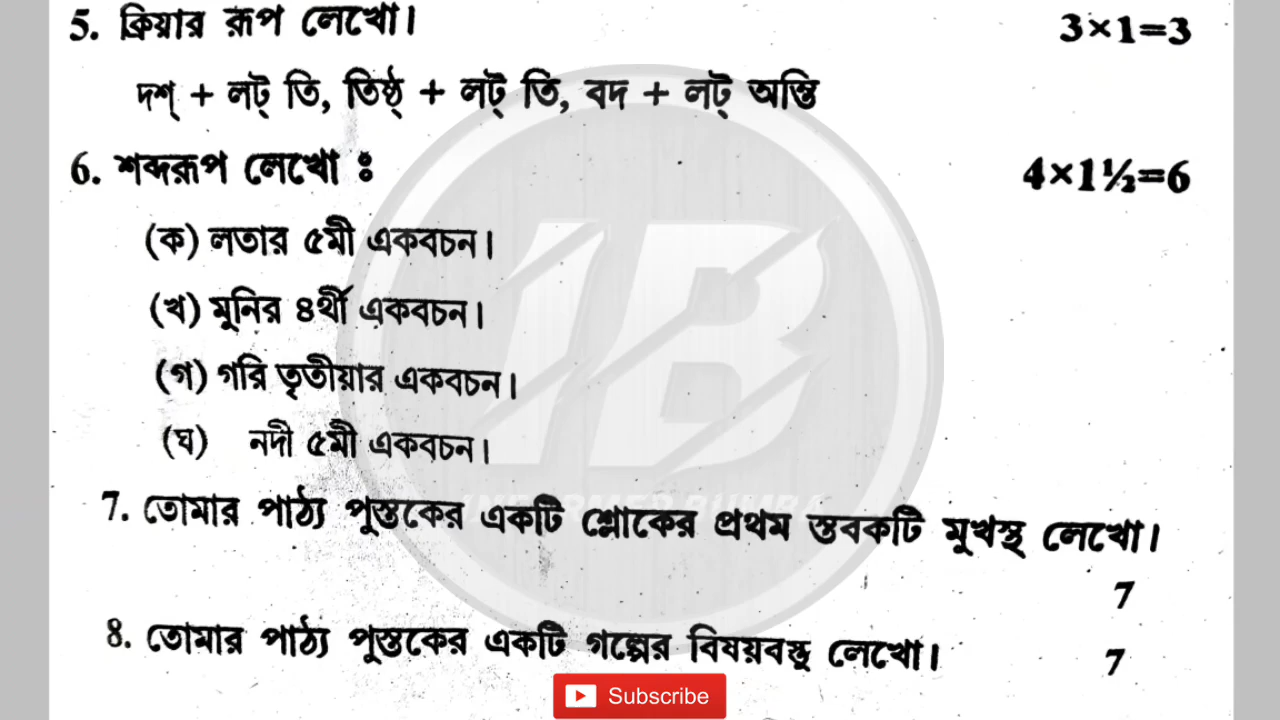 5. ক্রিয়ার রূপ লেখো। 3×1=3
দশ্ + লট্ তি, তিষ্ঠ্ + লট্ তি, বদ + লট্ অন্তি
6. শব্দরূপ লেখো ঃ 4×1½=6
(ক) লতার ৫মী একবচন।
(খ) মুনির ৪র্থী একবচন।
(গ) গরি তৃতীয়ার একবচন।
(ঘ) নদী ৫মী একবচন।
7. তোমার পাঠ্য পুস্তকের একটি শ্লোকের প্রথম স্তবকটি মুখস্থ লেখো।
7
8. তোমার পাঠ্য পুস্তকের একটি গল্পের বিষয়বস্তু লেখো। 7
Subscribe